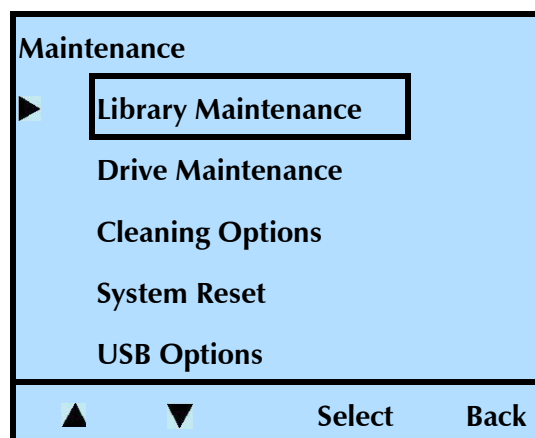 Maintenance
Library Maintenance
Drive Maintenance
Cleaning Options
System Reset
USB Options
Select Back